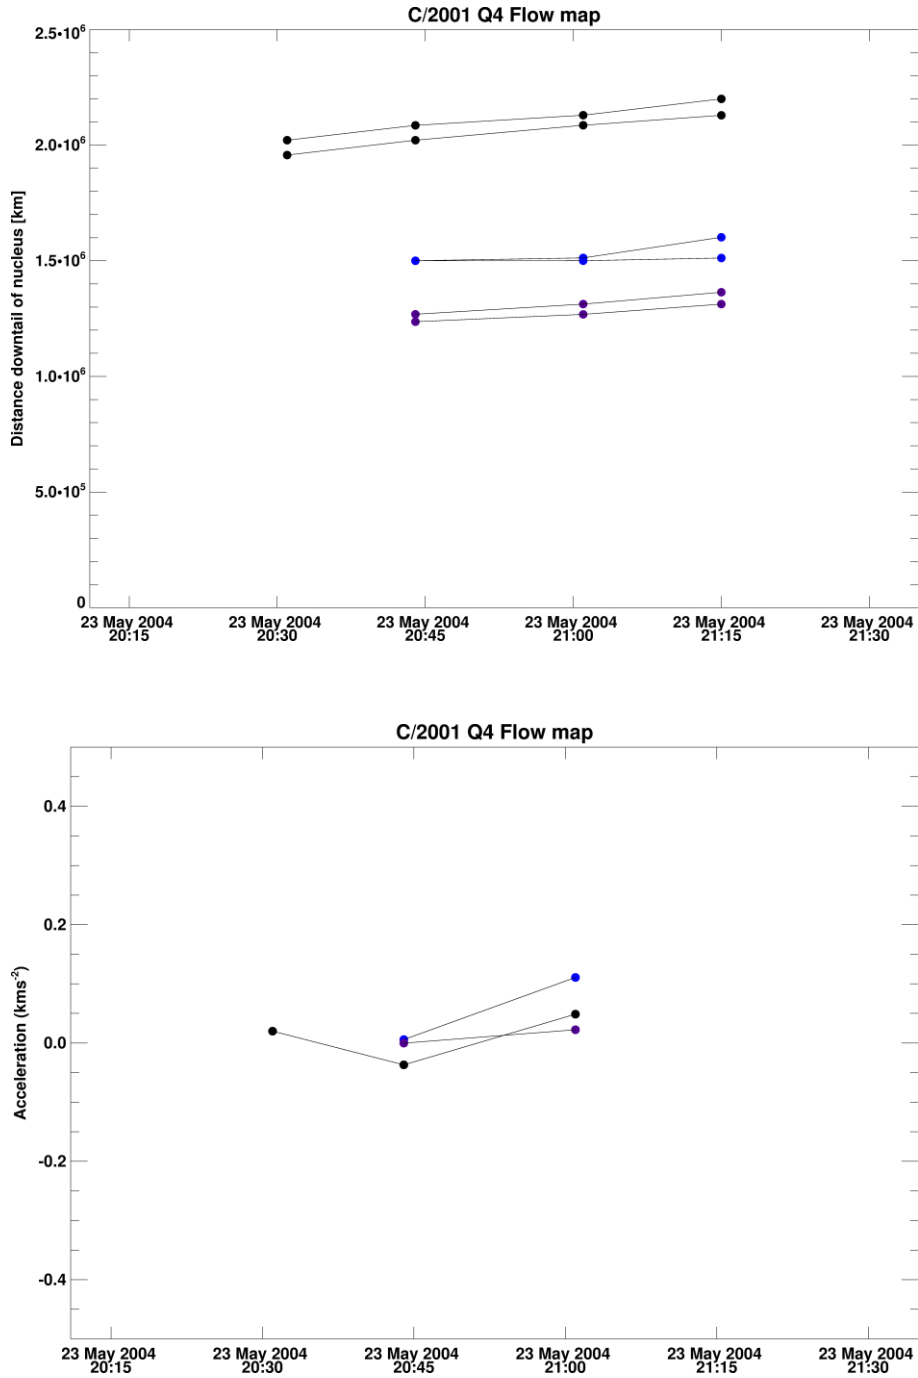 C/2001 Q4 Flow map
2.5•10⁶
2.0•10⁶
1.5•10⁶
1.0•10⁶
5.0•10⁵
0
Distance downtail of nucleus [km]
23 May 2004 23 May 2004 23 May 2004 23 May 2004 23 May 2004 23 May 2004
20:15 20:30 20:45 21:00 21:15 21:30
C/2001 Q4 Flow map
0.4
0.2
0.0
-0.2
-0.4
Acceleration (kms⁻²)
23 May 2004 23 May 2004 23 May 2004 23 May 2004 23 May 2004 23 May 2004
20:15 20:30 20:45 21:00 21:15 21:30